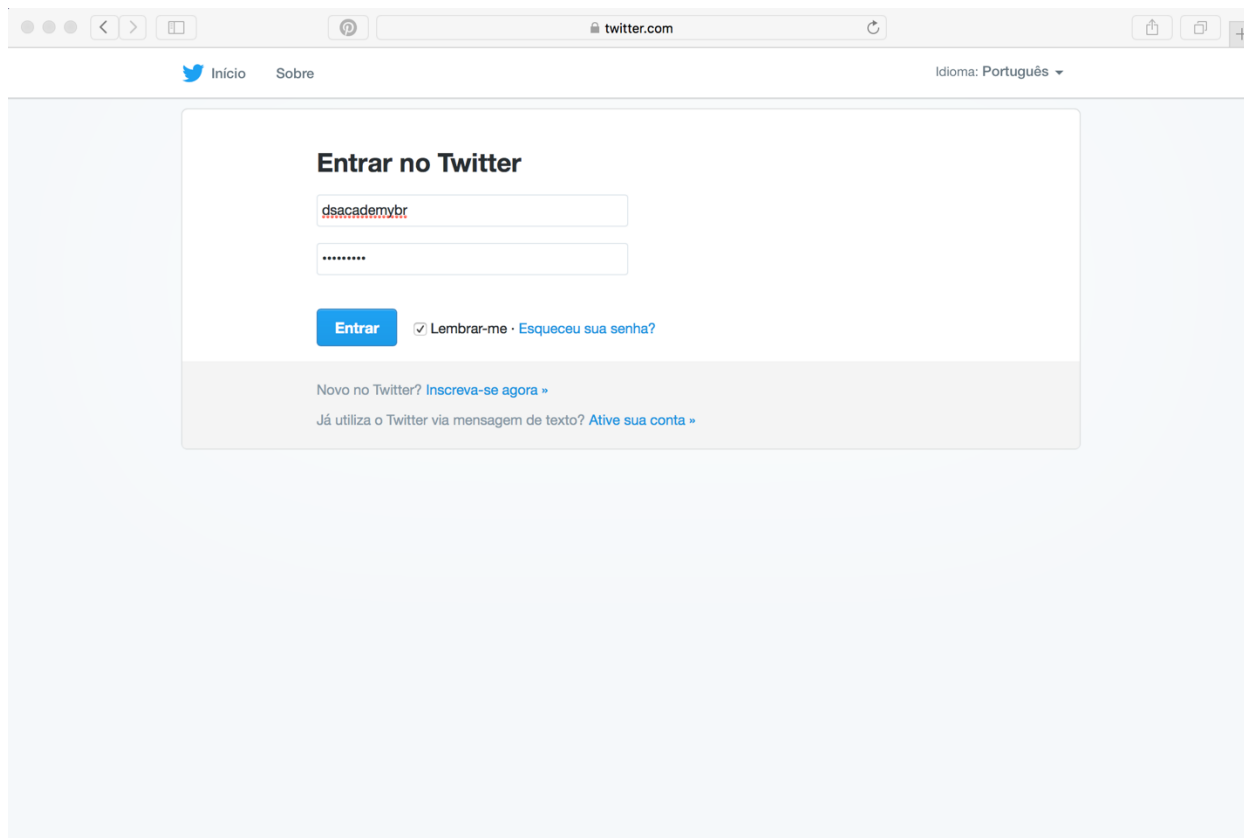 twitter.com
Início Sobre Idioma: Português
Entrar no Twitter
dsacademybr
•••••••••
Entrar Lembrar-me · Esqueceu sua senha?
Novo no Twitter? Inscreva-se agora »
Já utiliza o Twitter via mensagem de texto? Ative sua conta »